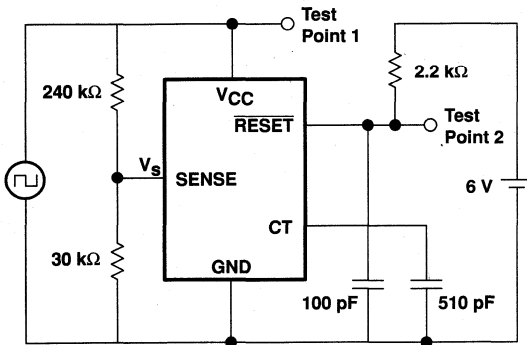 Test
Point 1
2.2 kΩ
240 kΩ
VCC
RESET
Test
Point 2
Vs
SENSE
6 V
CT
30 kΩ
GND
100 pF
510 pF